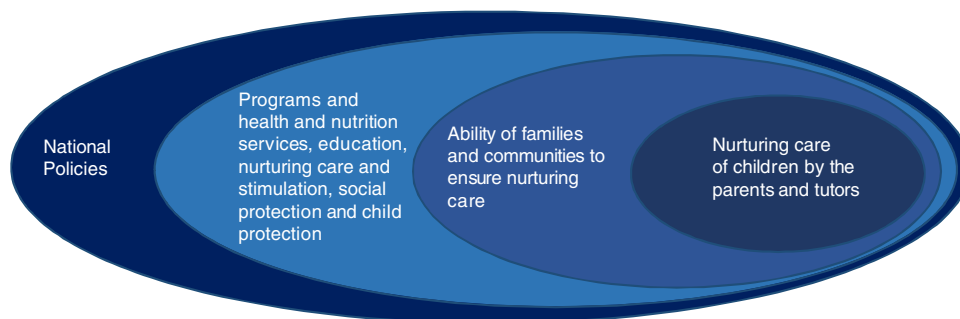 National
Policies
Programs and
health and nutrition
services, education,
nurturing care and
stimulation, social
protection and child
protection
Ability of families
and communities to
ensure nurturing
care
Nurturing care
of children by the
parents and tutors